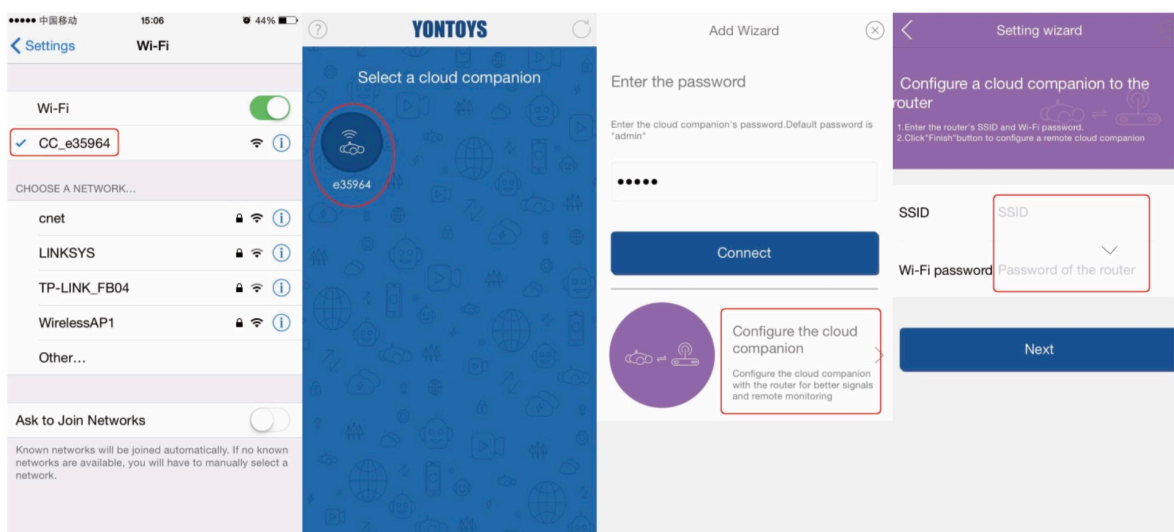 中国移动
15:06
44%
Settings
Wi-Fi
Wi-Fi
CC_e35964
CHOOSE A NETWORK...
cnet
LINKSYS
TP-LINK_FB04
WirelessAP1
Other...
Ask to Join Networks
Known networks will be joined automatically. If no known
networks are available, you will have to manually select a
network.
?
YONTOYS
Select a cloud companion
e35964
Add Wizard
Enter the password
Enter the cloud companion's password.Default password is
"admin"
•••••
Connect
Configure the cloud
companion
Configure the cloud companion
with the router for better signals
and remote monitoring
Setting wizard
Configure a cloud companion to the
router
1.Enter the router's SSID and Wi-Fi password.
2.Click"Finish"button to configure a remote cloud companion
SSID
SSID
Wi-Fi password
Password of the router
Next